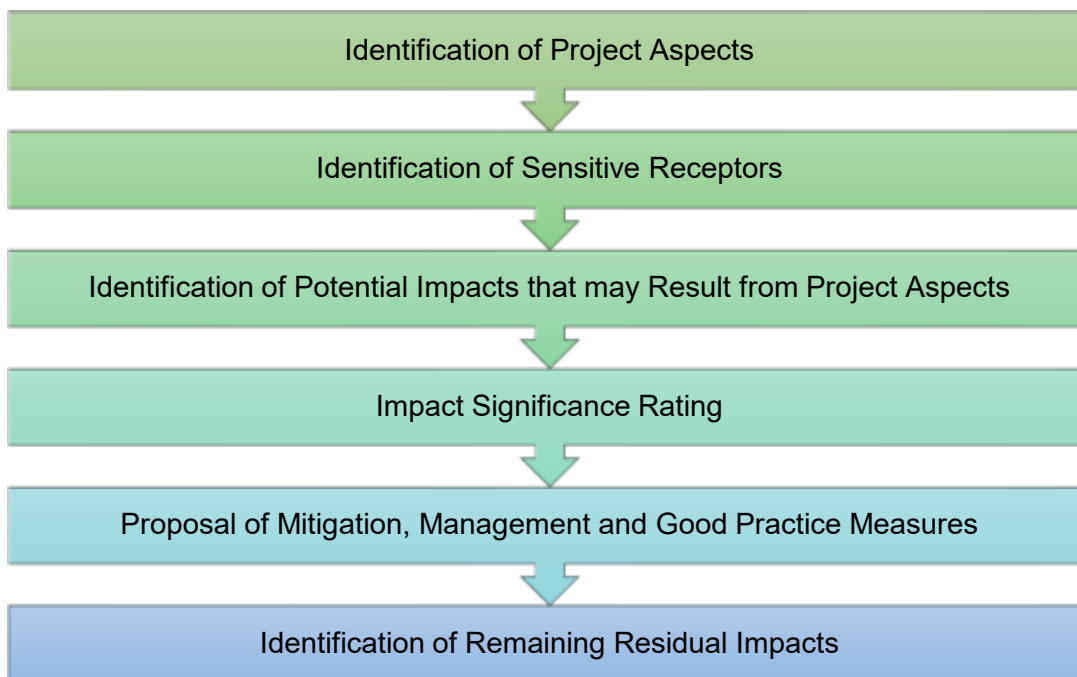 Identification of Project Aspects
Identification of Sensitive Receptors
Identification of Potential Impacts that may Result from Project Aspects
Impact Significance Rating
Proposal of Mitigation, Management and Good Practice Measures
Identification of Remaining Residual Impacts